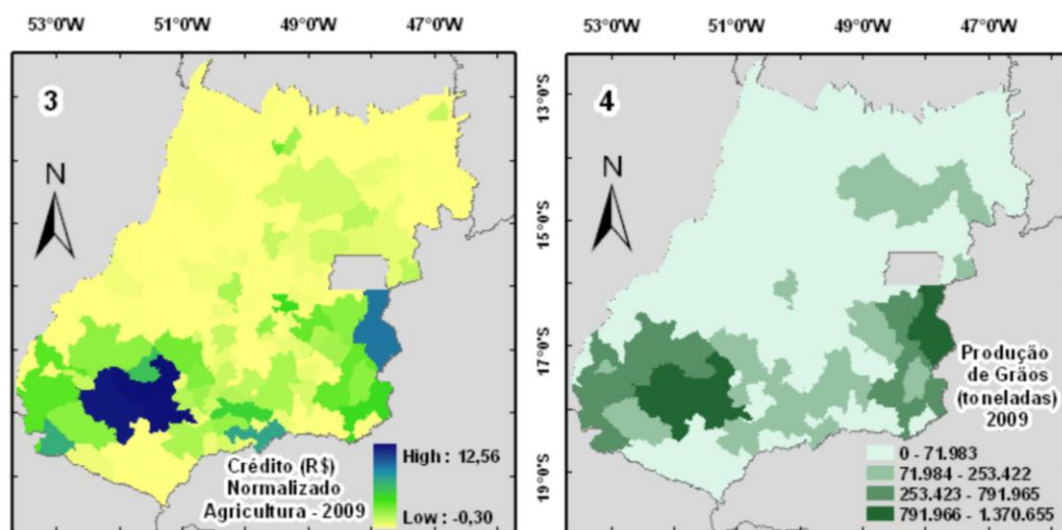 53°0'W 51°0'W 49°0'W 47°0'W
3
N
Crédito (R$)
Normalizado
Agricultura - 2009
High : 12,56
Low : -0,30
53°0'W 51°0'W 49°0'W 47°0'W
13°0'S
15°0'S
17°0'S
19°0'S
4
N
Produção
de Grãos
(toneladas)
2009
0 - 71.983
71.984 - 253.422
253.423 - 791.965
791.966 - 1.370.655